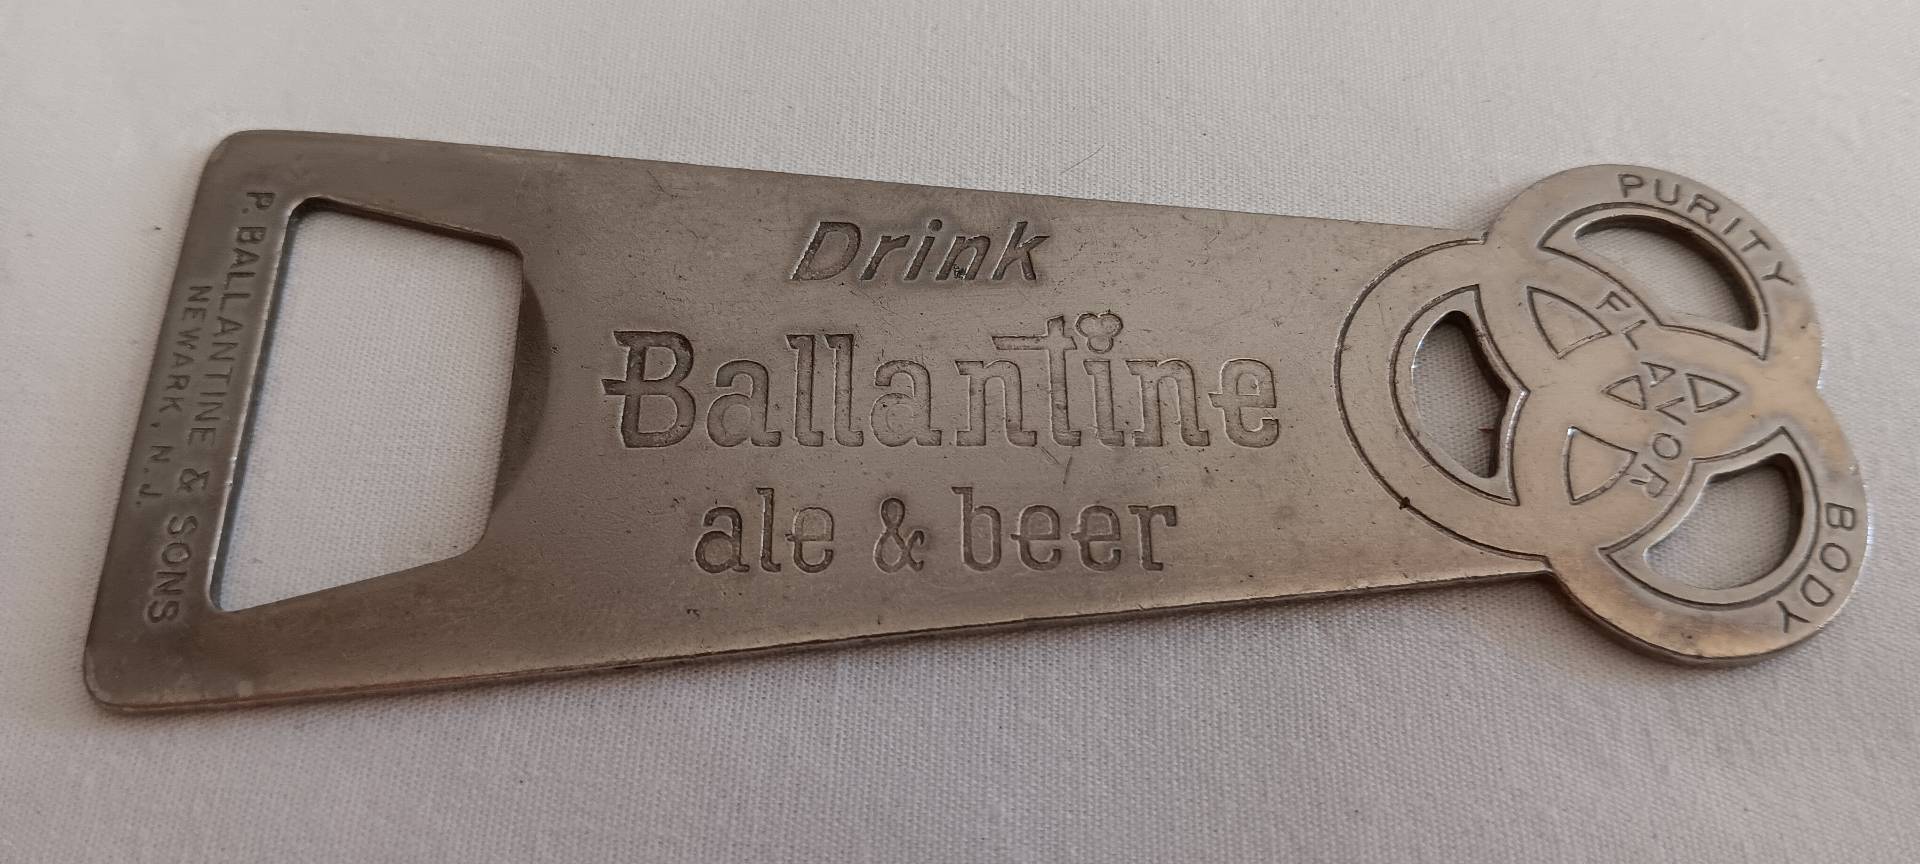 P. BALLANTINE & SONS
NEWARK, N. J.
Drink
Ballantine
ale & beer
PURITY
FLAVOR
BODY